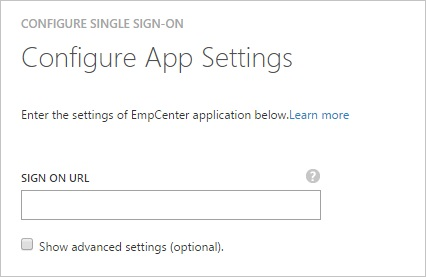 CONFIGURE SINGLE SIGN-ON
Configure App Settings
Enter the settings of EmpCenter application below.Learn more
SIGN ON URL ?
Show advanced settings (optional).